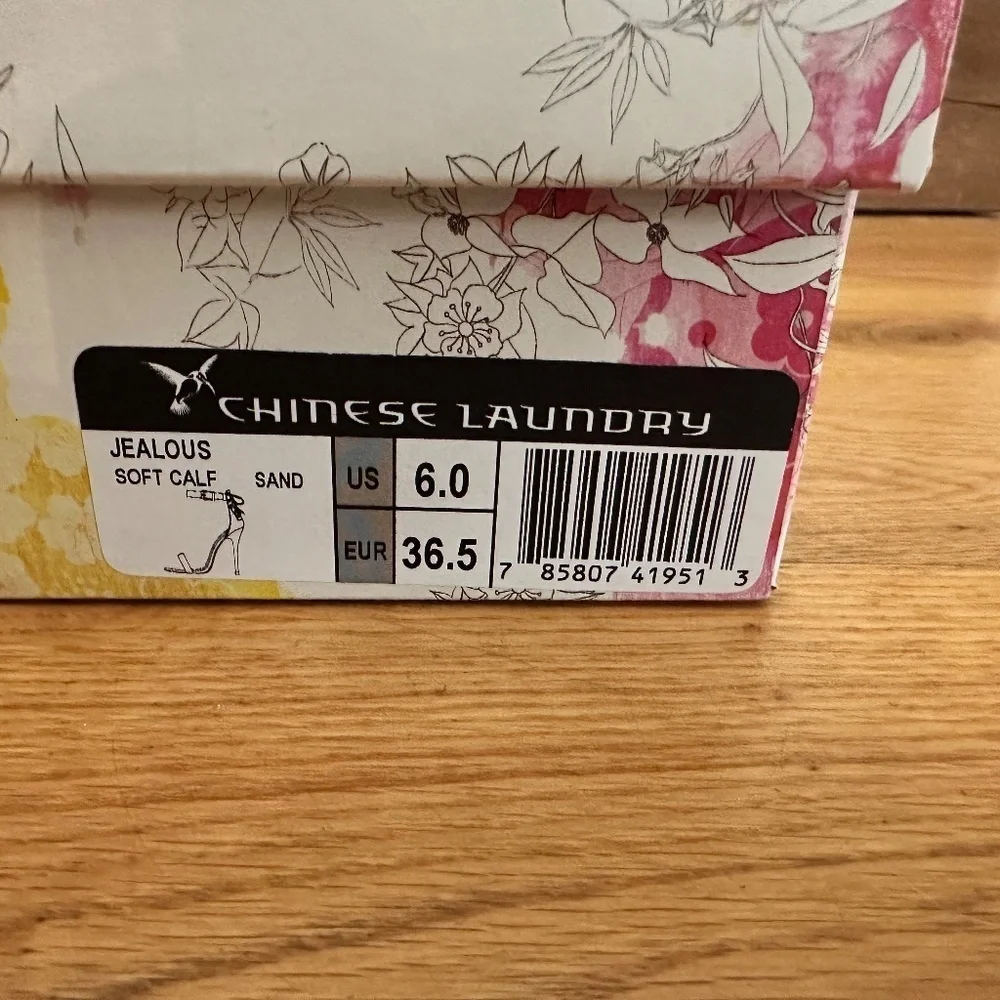 CHINESE LAUNDRY
JEALOUS
SOFT CALF SAND
US 6.0
EUR 36.5
7 85807 41951 3